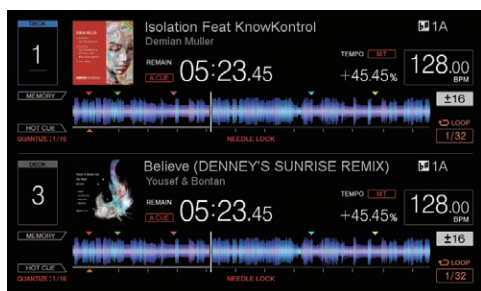 DECK
1
Isolation Feat KnowKontrol
Demian Muller
1A
REMAIN
A.CUE
05:23.45
TEMPO
MT
+45.45%
128.00
BPM
MEMORY
±16
HOT CUE
QUANTIZE : 1/16
NEEDLE LOCK
LOOP
1/32
DECK
3
Believe (DENNEY'S SUNRISE REMIX)
Yousef & Bontan
1A
REMAIN
A.CUE
05:23.45
TEMPO
MT
+45.45%
128.00
BPM
MEMORY
±16
HOT CUE
QUANTIZE : 1/16
NEEDLE LOCK
LOOP
1/32